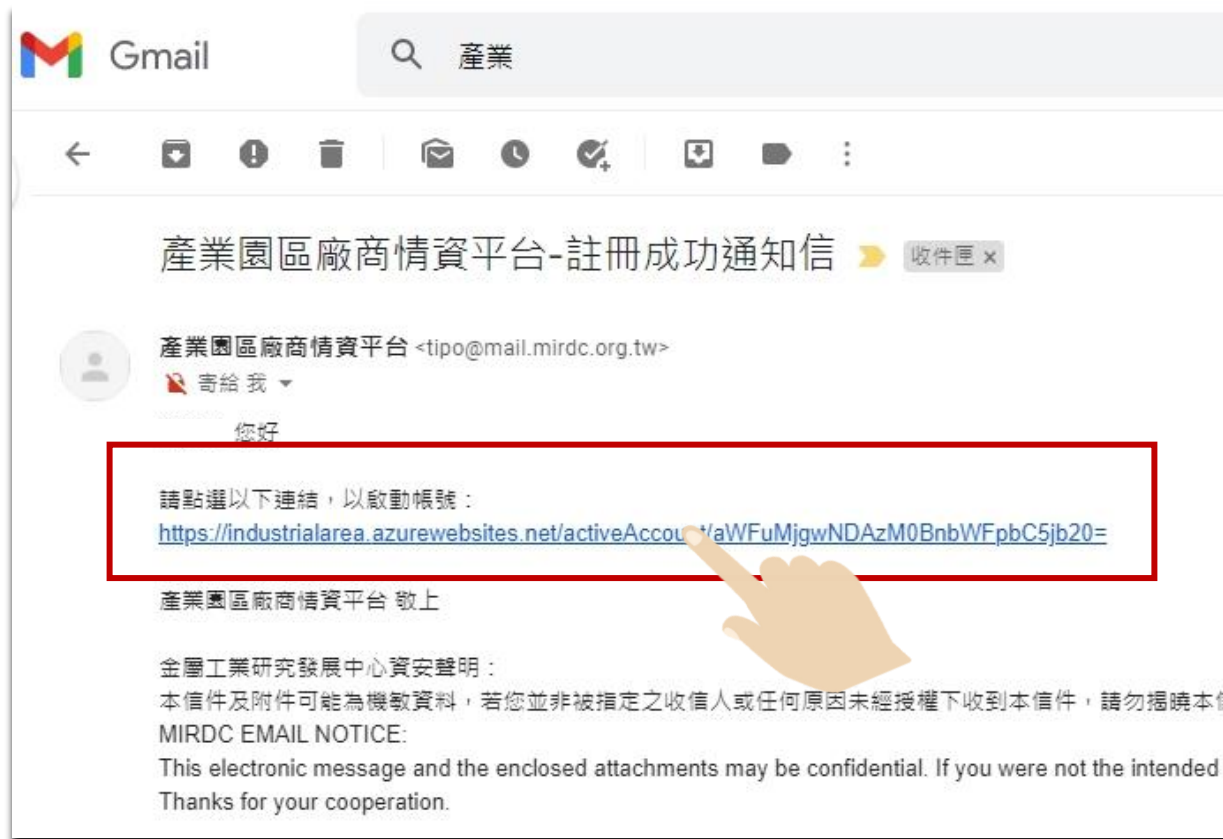 Gmail
產業
產業園區廠商情資平台-註冊成功通知信
收件匣 x
產業園區廠商情資平台 <tipo@mail.mirdc.org.tw>
寄給 我
您好
請點選以下連結，以啟動帳號：
https://industrialarea.azurewebsites.net/activeAccount/aWFuMjgwNDAzM0BnbWFpbC5jb20=
產業園區廠商情資平台 敬上
金屬工業研究發展中心資安聲明：
本信件及附件可能為機敏資料，若您並非被指定之收信人或任何原因未經授權下收到本信件，請勿揭曉本
MIRDC EMAIL NOTICE:
This electronic message and the enclosed attachments may be confidential. If you were not the intended
Thanks for your cooperation.